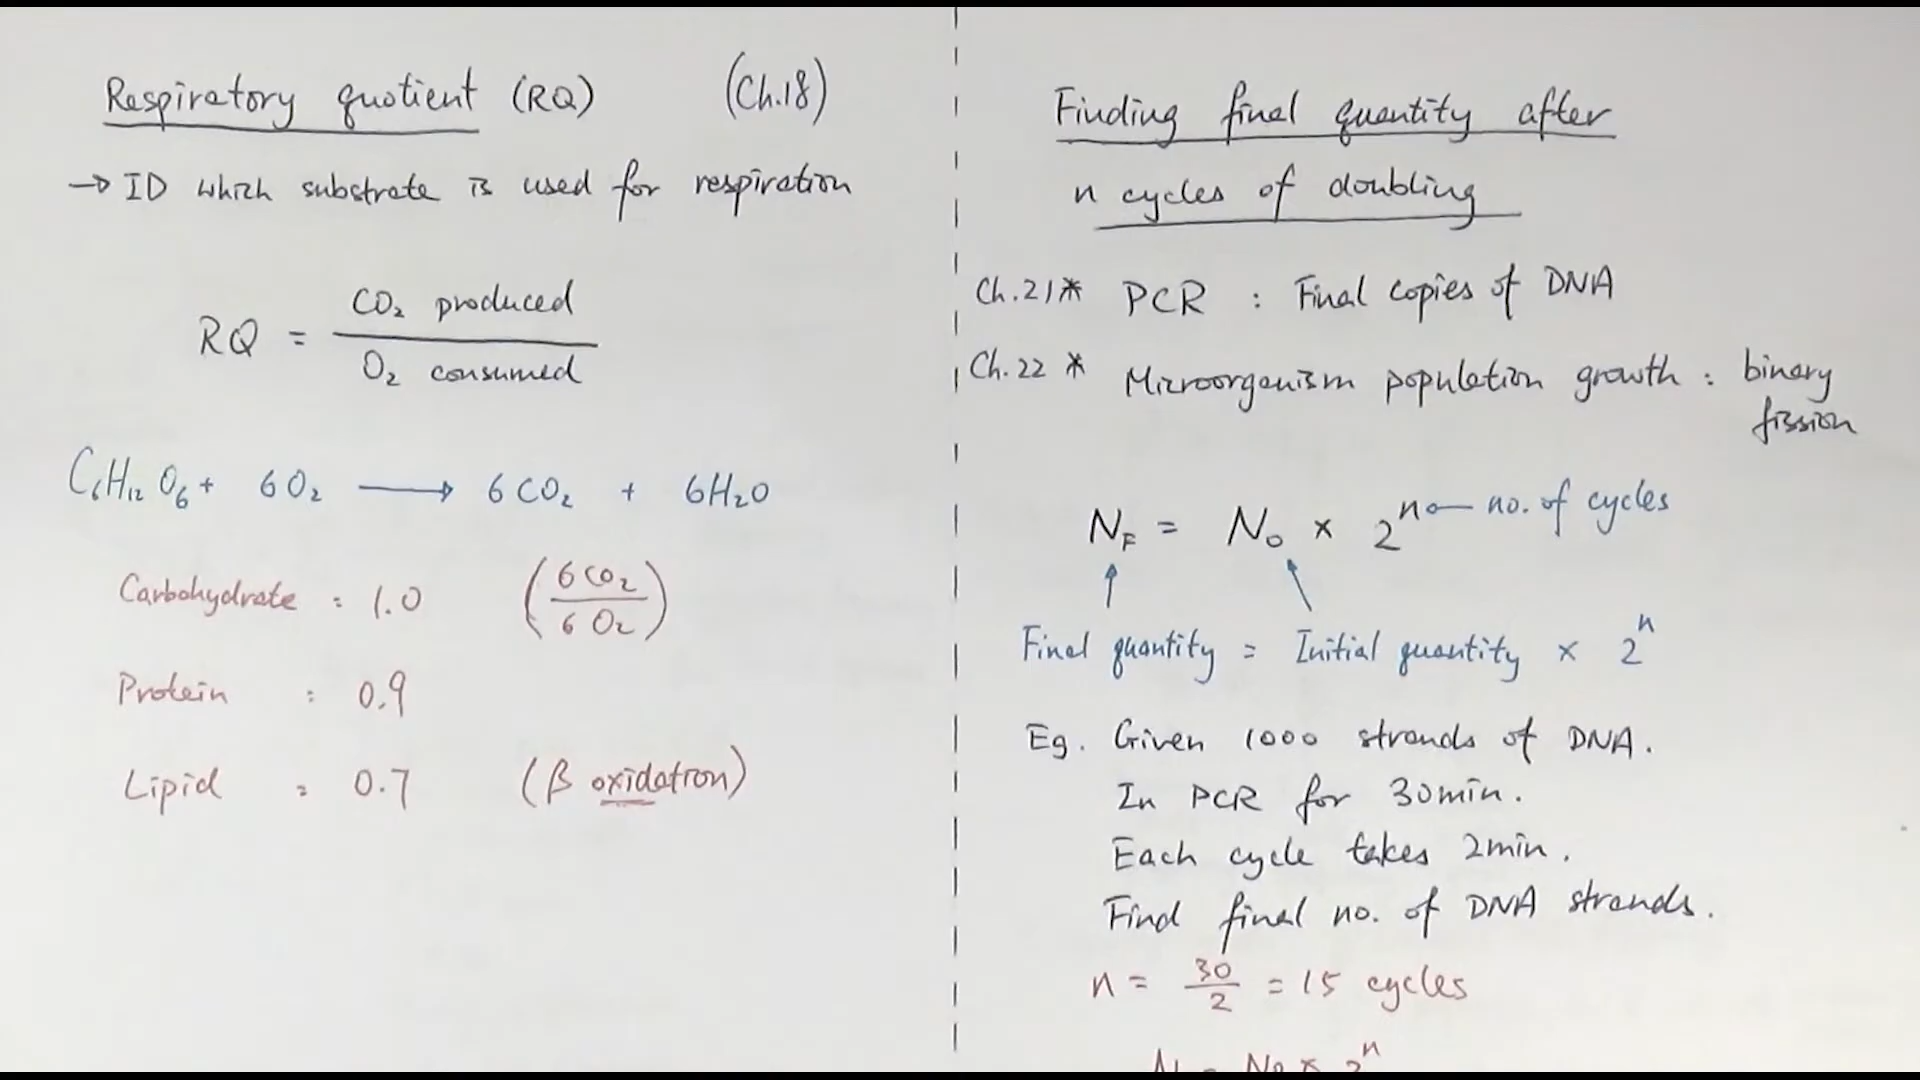 Respiratory quotient (RQ) (Ch.18)
→ ID which substrate is used for respiration
RQ = CO₂ produced
O₂ consumed
C₆H₁₂O₆ + 6O₂ ⟶ 6CO₂ + 6H₂O
Carbohydrate : 1.0 (6CO₂ / 6O₂)
Protein : 0.9
Lipid : 0.7 (β oxidation)
Finding final quantity after
n cycles of doubling
Ch.21* PCR : Final copies of DNA
Ch.22* Microorganism population growth : binary
fission
N_F = N₀ × 2ⁿ no. of cycles
Final quantity = Initial quantity × 2ⁿ
Eg. Given 1000 strands of DNA.
In PCR for 30min.
Each cycle takes 2min.
Find final no. of DNA strands.
n = 30/2 = 15 cycles